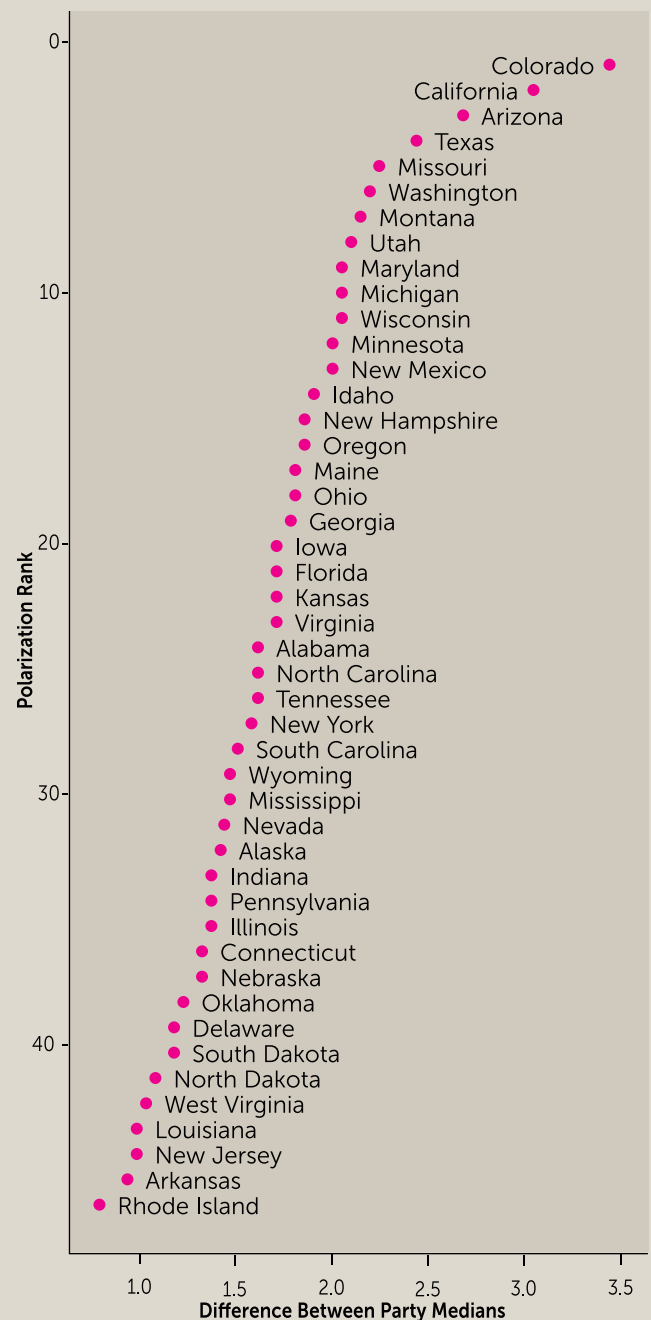 0
Colorado
California
Arizona
Texas
Missouri
Washington
Montana
Utah
Maryland
10
Michigan
Wisconsin
Minnesota
New Mexico
Idaho
New Hampshire
Oregon
Maine
Ohio
Georgia
20
Iowa
Florida
Kansas
Virginia
Alabama
North Carolina
Tennessee
New York
South Carolina
Wyoming
30
Mississippi
Nevada
Alaska
Indiana
Pennsylvania
Illinois
Connecticut
Nebraska
Oklahoma
Delaware
40
South Dakota
North Dakota
West Virginia
Louisiana
New Jersey
Arkansas
Rhode Island
Polarization Rank
1.0 1.5 2.0 2.5 3.0 3.5
Difference Between Party Medians